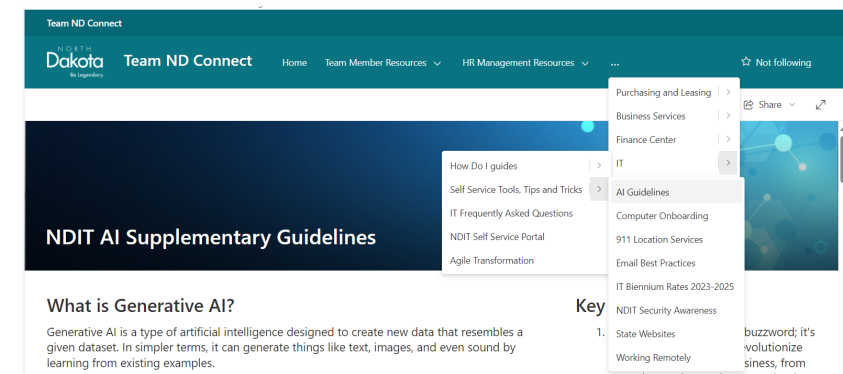 Team ND Connect
NORTH
Dakota
Be Legendary.
Team ND Connect
Home
Team Member Resources
HR Management Resources
...
Not following
Share
Purchasing and Leasing
Business Services
Finance Center
IT
How Do I guides
Self Service Tools, Tips and Tricks
IT Frequently Asked Questions
NDIT Self Service Portal
Agile Transformation
AI Guidelines
Computer Onboarding
911 Location Services
Email Best Practices
IT Biennium Rates 2023-2025
NDIT Security Awareness
State Websites
Working Remotely
NDIT AI Supplementary Guidelines
What is Generative AI?
Generative AI is a type of artificial intelligence designed to create new data that resembles a
given dataset. In simpler terms, it can generate things like text, images, and even sound by
learning from existing examples.
Key
1.
buzzword; it's
evolutionize
siness, from